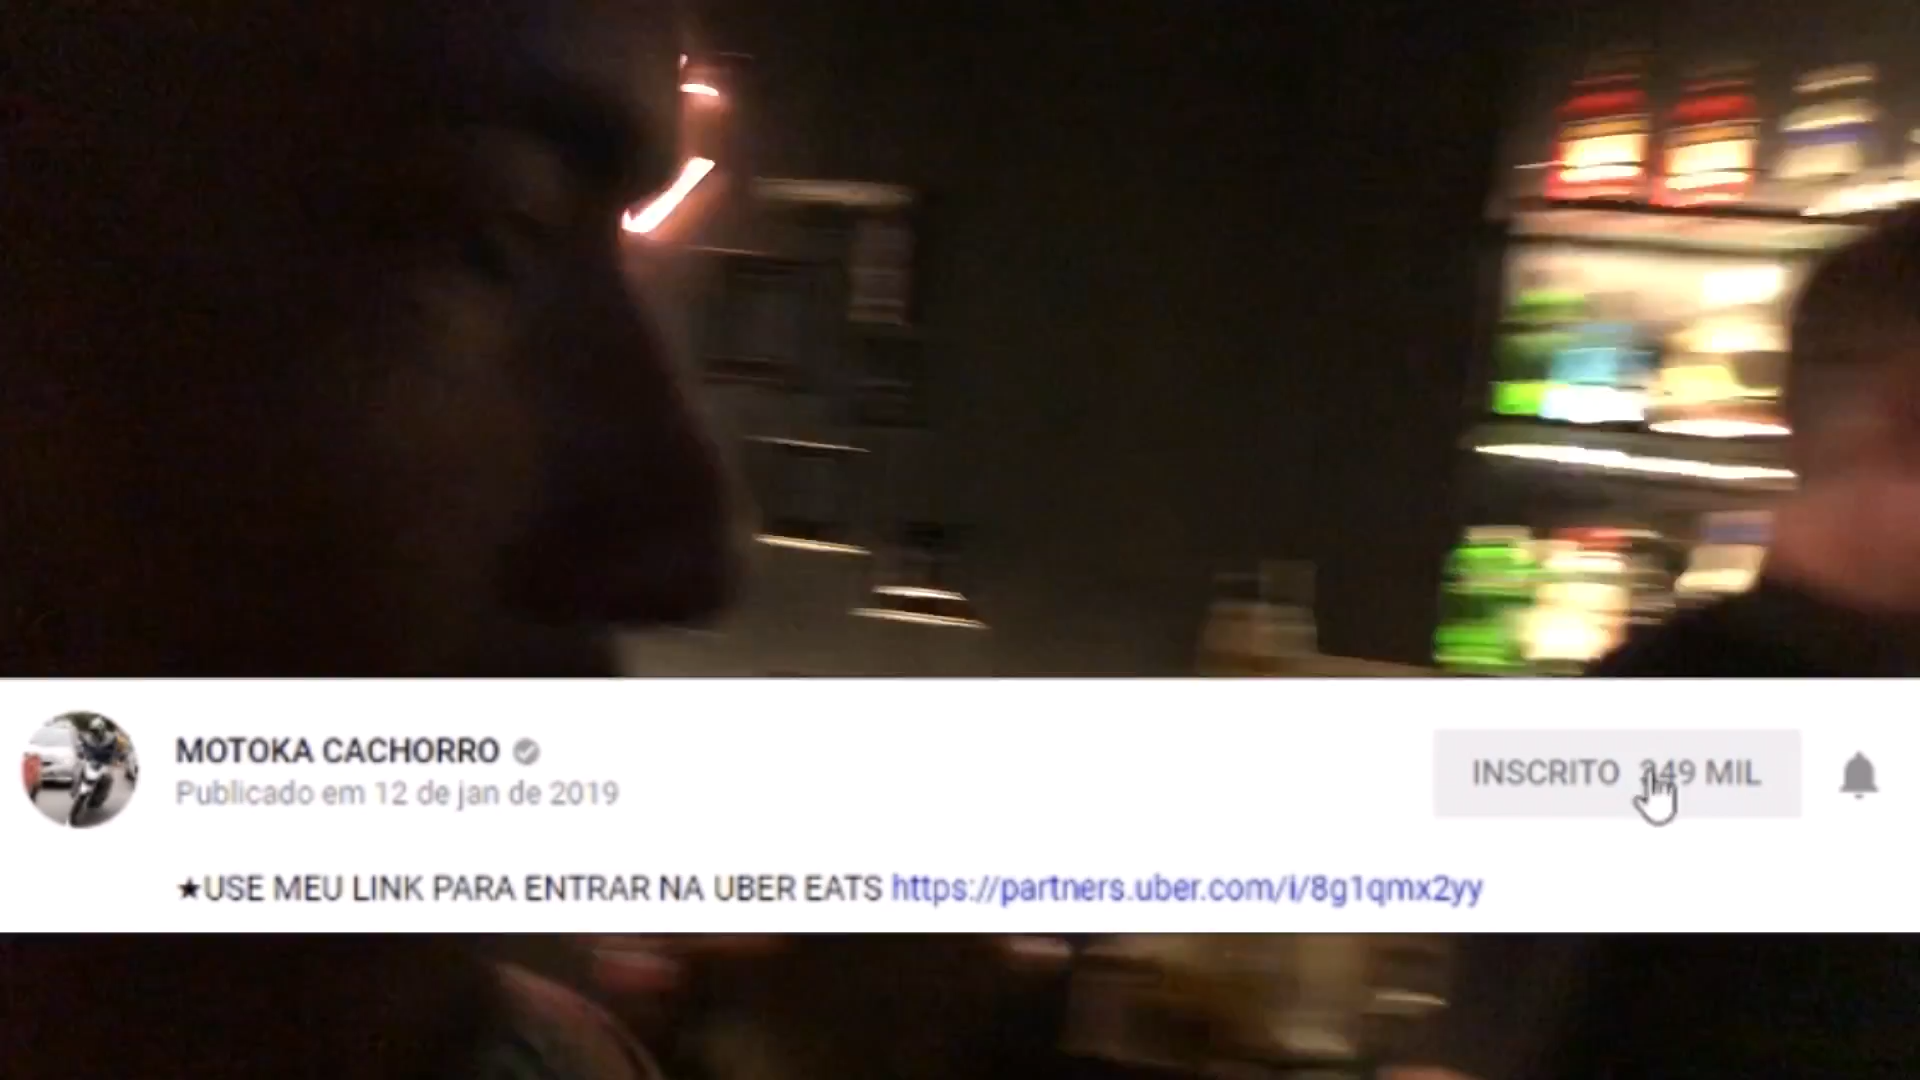 MOTOKA CACHORRO
Publicado em 12 de jan de 2019
INSCRITO 349 MIL
★USE MEU LINK PARA ENTRAR NA UBER EATS https://partners.uber.com/i/8g1qmx2yy